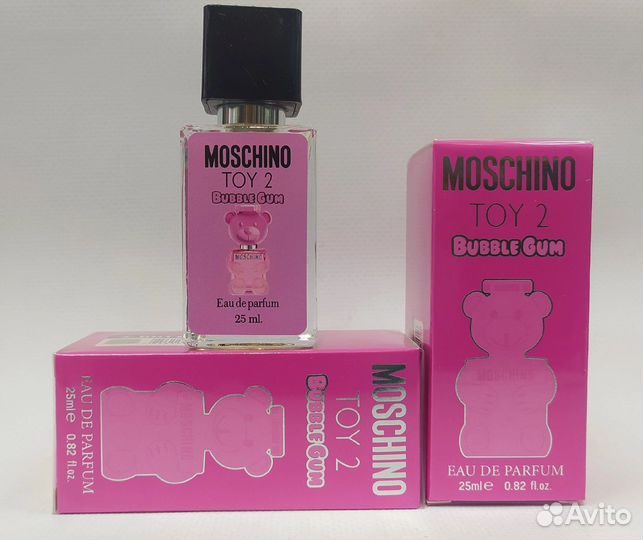 MOSCHINO
TOY 2
BUBBLE GUM
MOSCHINO
Eau de parfum
25 ml.
MOSCHINO
TOY 2
BUBBLE GUM
EAU DE PARFUM
25ml℮ 0.82 fl.oz.
MOSCHINO
TOY 2
BUBBLE GUM
EAU DE PARFUM
25ml℮ 0.82 fl.oz.
Avito